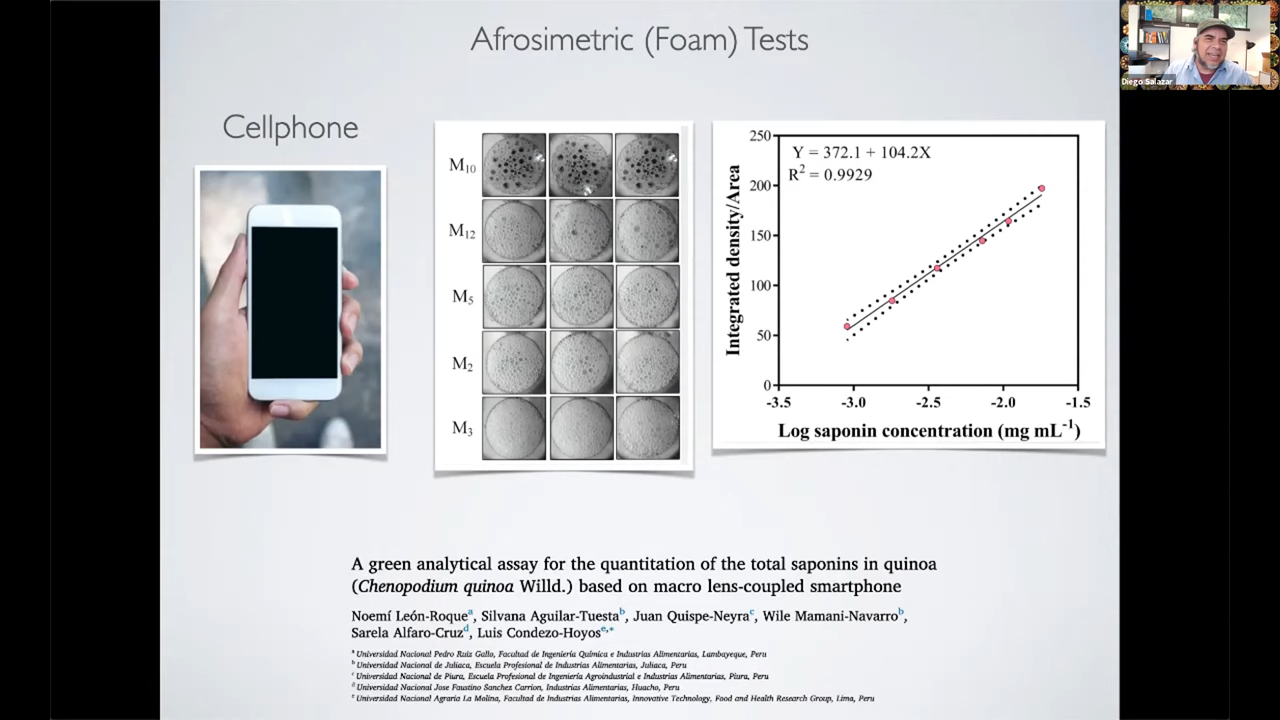 Afrosimetric (Foam) Tests
Diego Salazar
Cellphone
M10
M12
M5
M2
M3
250
200
150
100
50
0
Y = 372.1 + 104.2X
R² = 0.9929
Integrated density/Area
-3.5 -3.0 -2.5 -2.0 -1.5
Log saponin concentration (mg mL⁻¹)
A green analytical assay for the quantitation of the total saponins in quinoa
(Chenopodium quinoa Willd.) based on macro lens-coupled smartphone
Noemí León-Roqueᵃ, Silvana Aguilar-Tuestaᵇ, Juan Quispe-Neyraᶜ, Wile Mamani-Navarroᵇ,
Sarela Alfaro-Cruzᵈ, Luis Condezo-Hoyosᵉ,*
ᵃ Universidad Nacional Pedro Ruiz Gallo, Facultad de Ingeniería Química e Industrias Alimentarias, Lambayeque, Peru
ᵇ Universidad Nacional de Juliaca, Escuela Profesional de Industrias Alimentarias, Juliaca, Peru
ᶜ Universidad Nacional de Piura, Escuela Profesional de Ingeniería Agroindustrial e Industrias Alimentarias, Piura, Peru
ᵈ Universidad Nacional Jose Faustino Sanchez Carrion, Industrias Alimentarias, Huacho, Peru
ᵉ Universidad Nacional Agraria La Molina, Facultad de Industrias Alimentarias, Innovative Technology, Food and Health Research Group, Lima, Peru